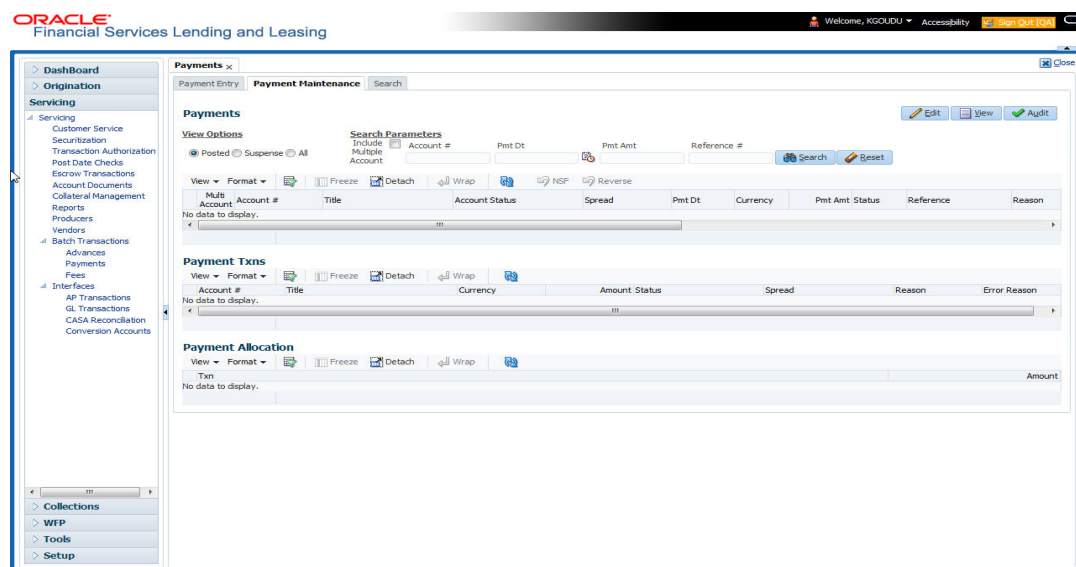 ORACLE
Financial Services Lending and Leasing
Welcome, KGOUDU Accessibility Sign Out [QA]
DashBoard
Origination
Servicing
Servicing
Customer Service
Securitization
Transaction Authorization
Post Date Checks
Escrow Transactions
Account Documents
Collateral Management
Reports
Producers
Vendors
Batch Transactions
Advances
Payments
Fees
Interfaces
AP Transactions
GL Transactions
CASA Reconciliation
Conversion Accounts
Collections
WFP
Tools
Setup
Payments
Close
Payment Entry Payment Maintenance Search
Payments
Edit View Audit
View Options
Posted Suspense All
Search Parameters
Include Multiple Account
Account #
Pmt Dt
Pmt Amt
Reference #
Search Reset
View Format Freeze Detach Wrap NSF Reverse
Multi Account Account # Title Account Status Spread Pmt Dt Currency Pmt Amt Status Reference Reason
No data to display.
Payment Txns
View Format Freeze Detach Wrap
Account # Title Currency Amount Status Spread Reason Error Reason
No data to display.
Payment Allocation
View Format Freeze Detach Wrap
Txn Amount
No data to display.